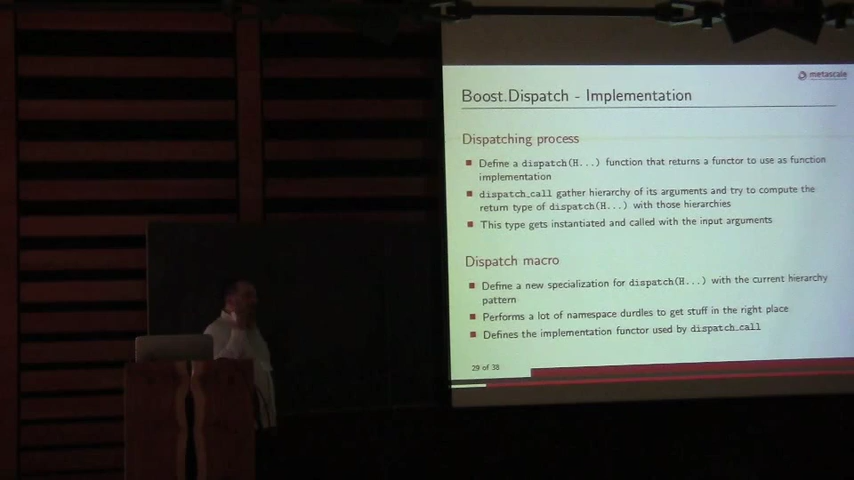 metascale
Boost.Dispatch - Implementation
Dispatching process
Define a dispatch(H...) function that returns a functor to use as function
implementation
dispatch_call gather hierarchy of its arguments and try to compute the
return type of dispatch(H...) with those hierarchies
This type gets instantiated and called with the input arguments
Dispatch macro
Define a new specialization for dispatch(H...) with the current hierarchy
pattern
Performs a lot of namespace durdles to get stuff in the right place
Defines the implementation functor used by dispatch_call
29 of 38